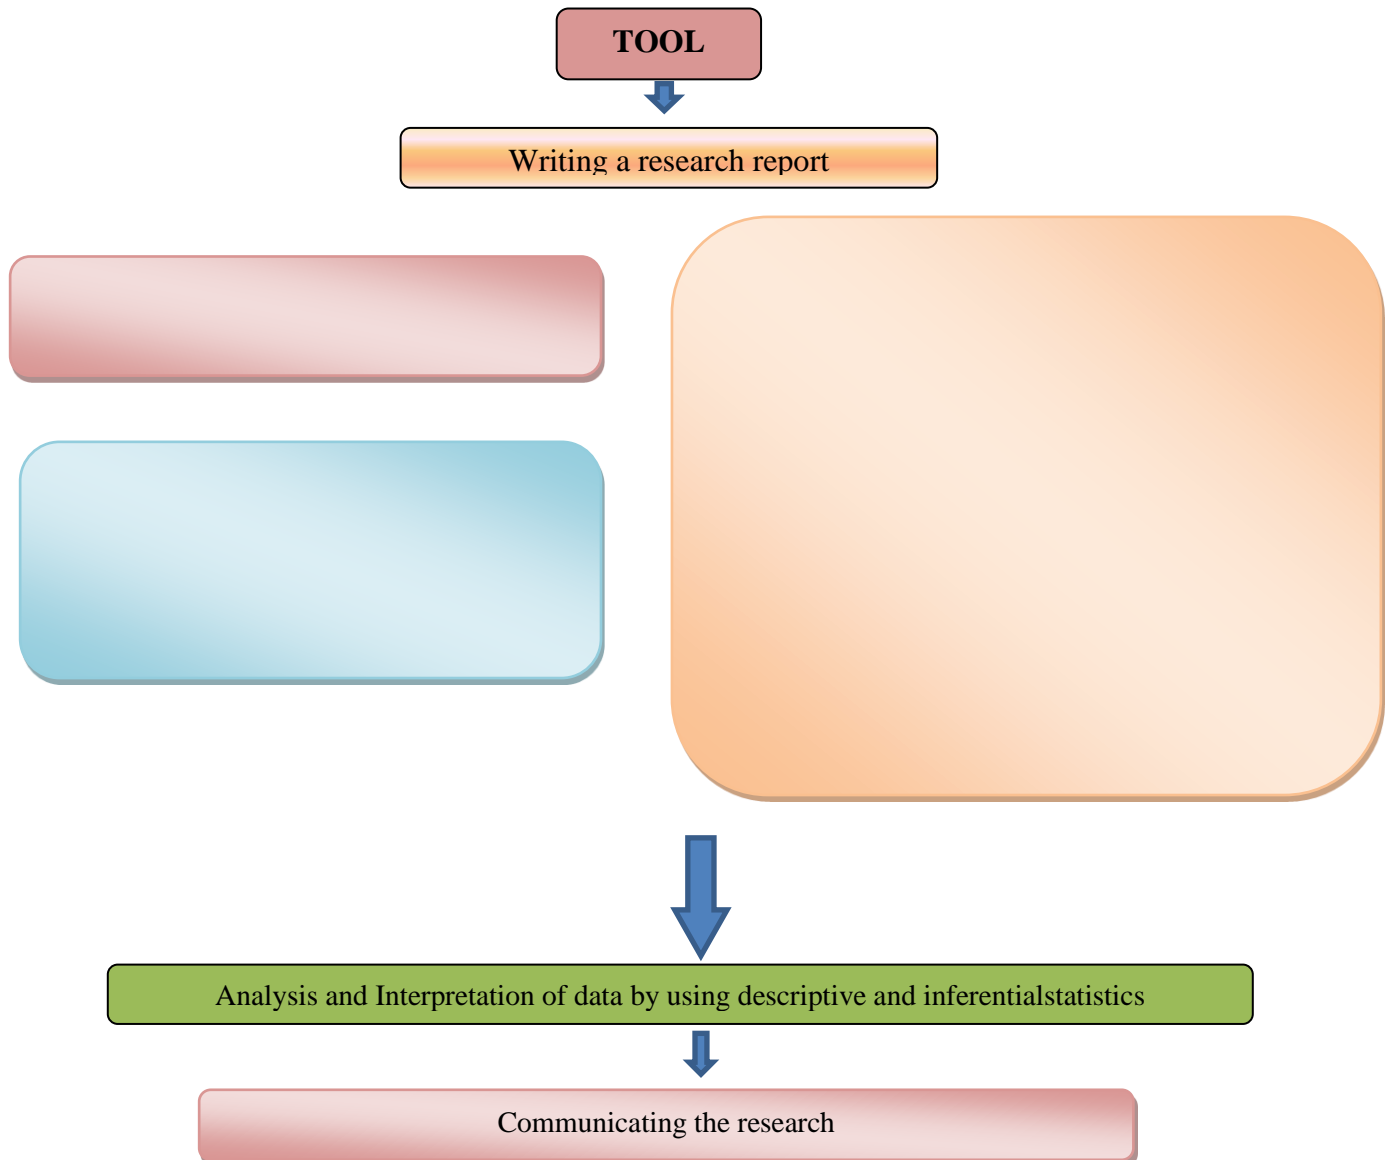 TOOL
Writing a research report
Analysis and Interpretation of data by using descriptive and inferentialstatistics
Communicating the research